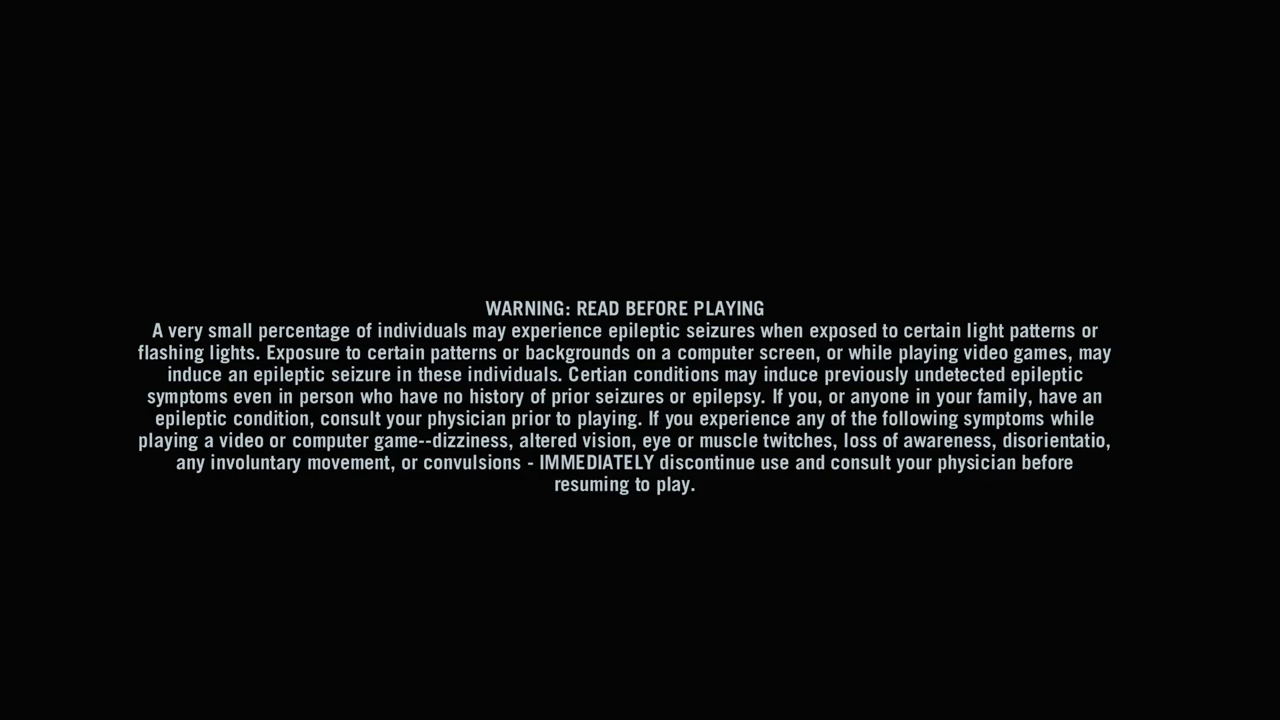 WARNING: READ BEFORE PLAYING
A very small percentage of individuals may experience epileptic seizures when exposed to certain light patterns or
flashing lights. Exposure to certain patterns or backgrounds on a computer screen, or while playing video games, may
induce an epileptic seizure in these individuals. Certian conditions may induce previously undetected epileptic
symptoms even in person who have no history of prior seizures or epilepsy. If you, or anyone in your family, have an
epileptic condition, consult your physician prior to playing. If you experience any of the following symptoms while
playing a video or computer game--dizziness, altered vision, eye or muscle twitches, loss of awareness, disorientatio,
any involuntary movement, or convulsions - IMMEDIATELY discontinue use and consult your physician before
resuming to play.